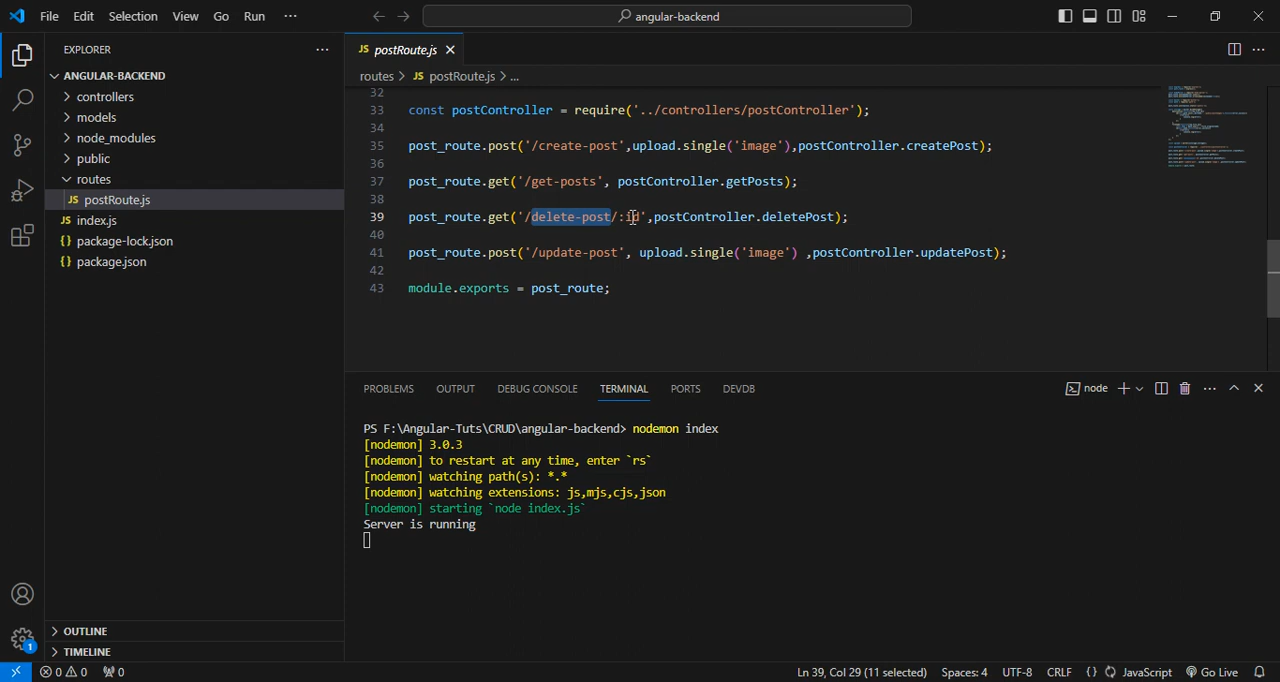 File Edit Selection View Go Run ···
angular-backend
EXPLORER
ANGULAR-BACKEND
controllers
models
node_modules
public
routes
JS postRoute.js
JS index.js
{} package-lock.json
{} package.json
OUTLINE
TIMELINE
JS postRoute.js
routes > JS postRoute.js > ...
32
33 const postController = require('../controllers/postController');
34
35 post_route.post('/create-post',upload.single('image'),postController.createPost);
36
37 post_route.get('/get-posts', postController.getPosts);
38
39 post_route.get('/delete-post/:id',postController.deletePost);
40
41 post_route.post('/update-post', upload.single('image') ,postController.updatePost);
42
43 module.exports = post_route;
PROBLEMS OUTPUT DEBUG CONSOLE TERMINAL PORTS DEVDB
node
PS F:\Angular-Tuts\CRUD\angular-backend> nodemon index
[nodemon] 3.0.3
[nodemon] to restart at any time, enter `rs`
[nodemon] watching path(s): *.*
[nodemon] watching extensions: js,mjs,cjs,json
[nodemon] starting `node index.js`
Server is running
1
0 0 0 Ln 39, Col 29 (11 selected) Spaces: 4 UTF-8 CRLF {} JavaScript Go Live